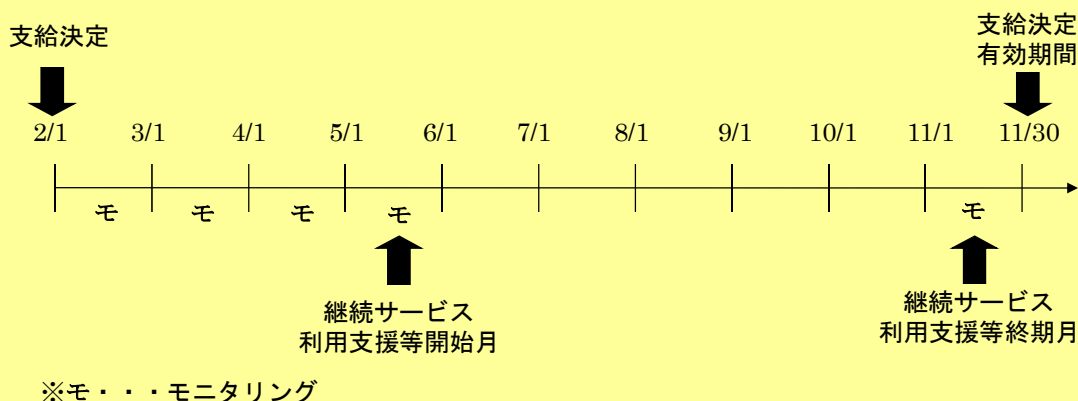 支給決定
支給決定
有効期間
2/1 3/1 4/1 5/1 6/1 7/1 8/1 9/1 10/1 11/1 11/30
モ モ モ モ モ
継続サービス
利用支援等開始月
継続サービス
利用支援等終期月
※モ・・・モニタリング